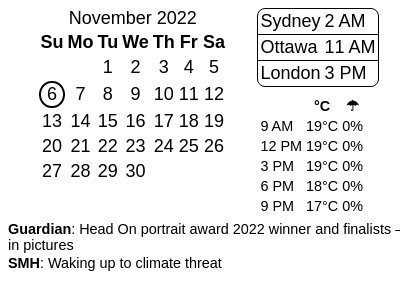 November 2022
Su Mo Tu We Th Fr Sa
1 2 3 4 5
6 7 8 9 10 11 12
13 14 15 16 17 18 19
20 21 22 23 24 25 26
27 28 29 30
Sydney 2 AM
Ottawa 11 AM
London 3 PM
°C ☂
9 AM 19°C 0%
12 PM 19°C 0%
3 PM 19°C 0%
6 PM 18°C 0%
9 PM 17°C 0%
Guardian: Head On portrait award 2022 winner and finalists –
in pictures
SMH: Waking up to climate threat